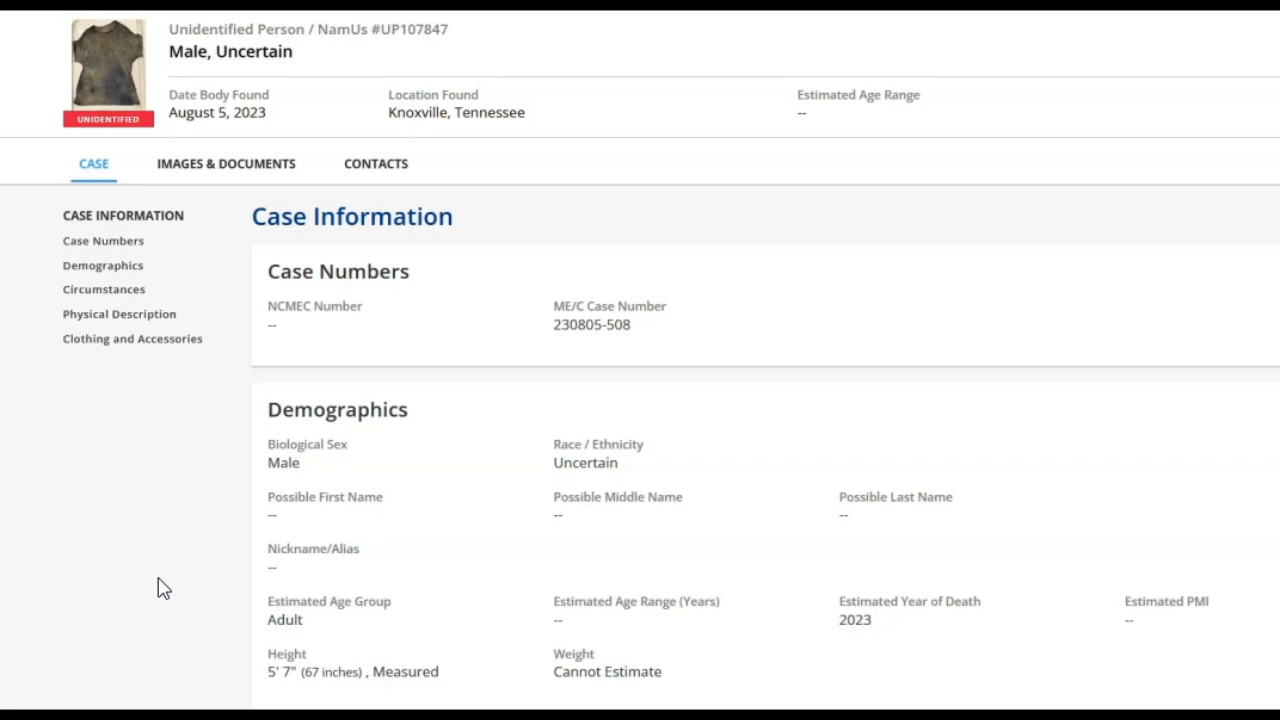 Unidentified Person / NamUs #UP107847
Male, Uncertain
UNIDENTIFIED
Date Body Found Location Found Estimated Age Range
August 5, 2023 Knoxville, Tennessee --
CASE IMAGES & DOCUMENTS CONTACTS
CASE INFORMATION
Case Numbers
Demographics
Circumstances
Physical Description
Clothing and Accessories
Case Information
Case Numbers
NCMEC Number ME/C Case Number
-- 230805-508
Demographics
Biological Sex Race / Ethnicity
Male Uncertain
Possible First Name Possible Middle Name Possible Last Name
-- -- --
Nickname/Alias
--
Estimated Age Group Estimated Age Range (Years) Estimated Year of Death Estimated PMI
Adult -- 2023 --
Height Weight
5' 7" (67 inches) , Measured Cannot Estimate